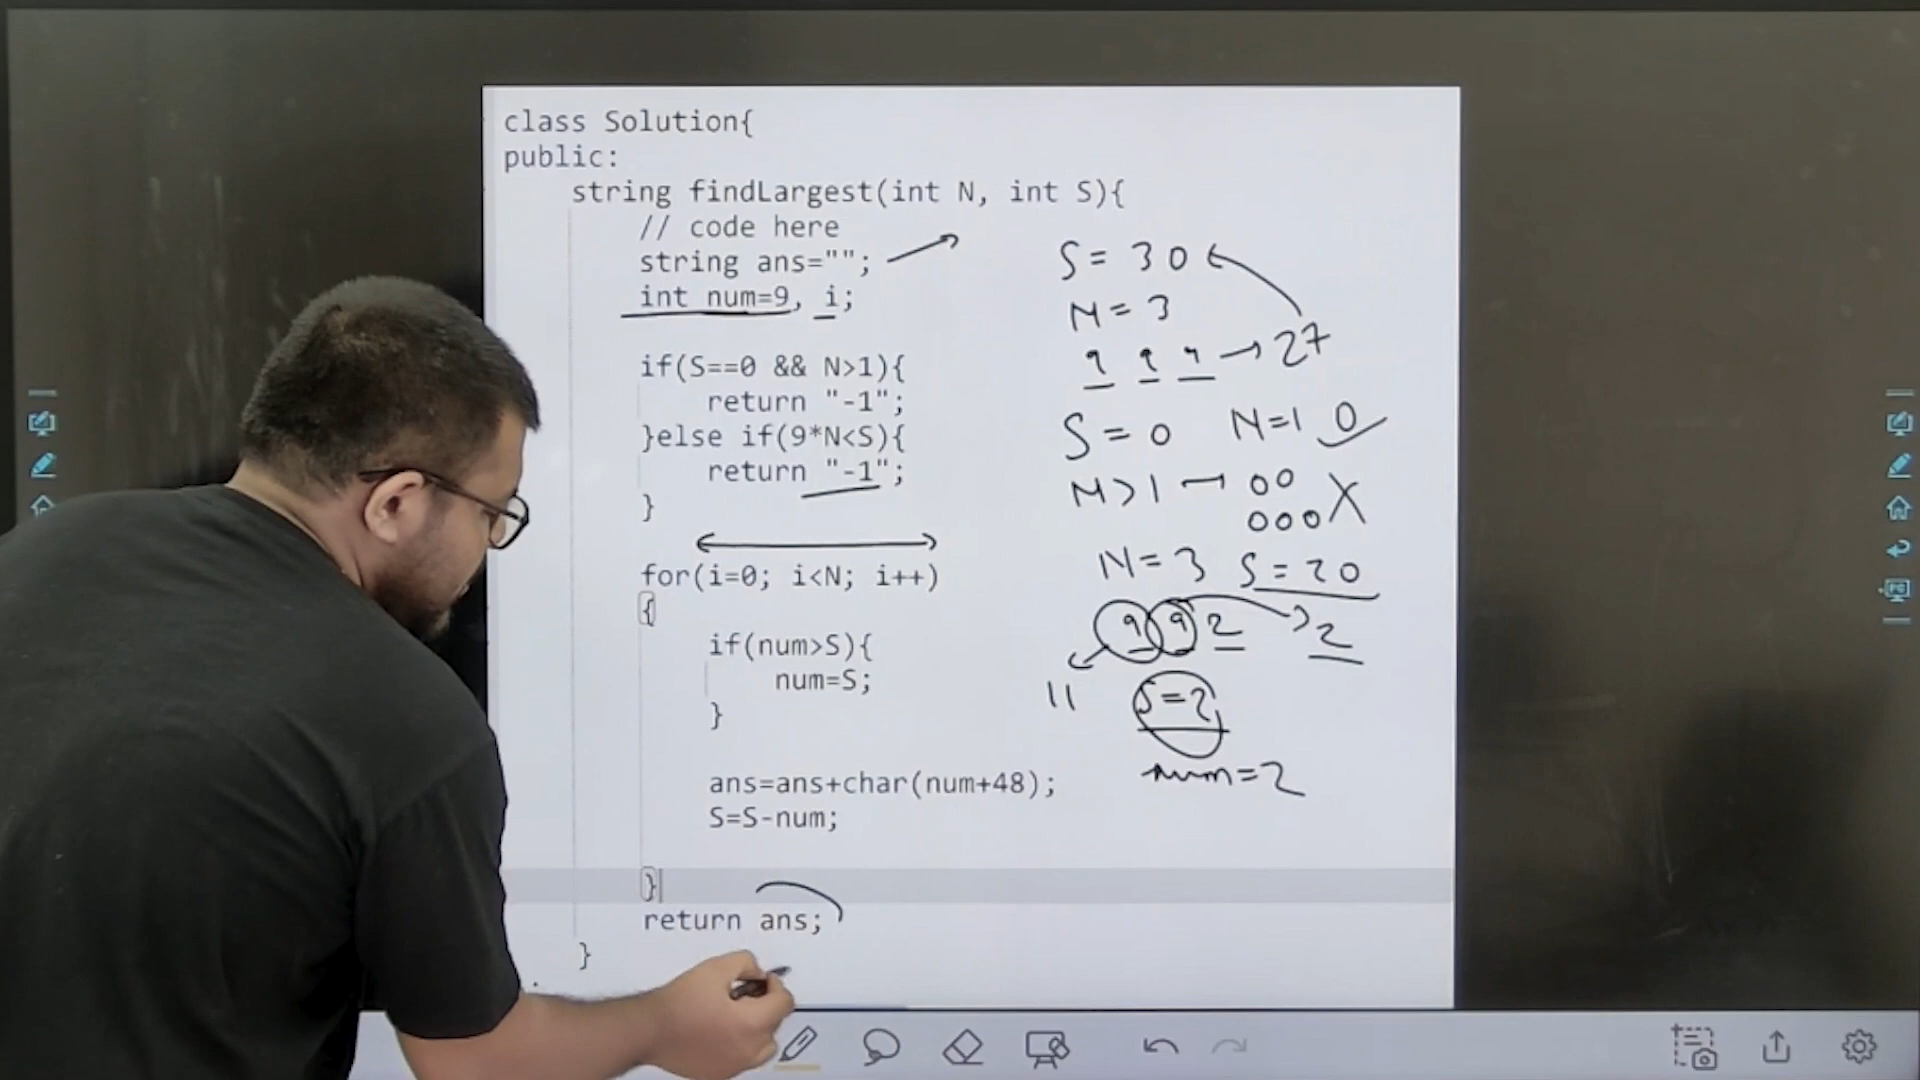 class Solution{
public:
string findLargest(int N, int S){
// code here
string ans="";
int num=9, i;
if(S==0 && N>1){
return "-1";
}else if(9*N<S){
return "-1";
}
for(i=0; i<N; i++)
{
if(num>S){
num=S;
}
ans=ans+char(num+48);
S=S-num;
}
return ans;
}
S = 30
N = 3
9 9 9 → 27
S = 0 N=1 0
N>1 → 00
000 X
N = 3 S = 20
9 9 2 → 2
11 S=2
num=2